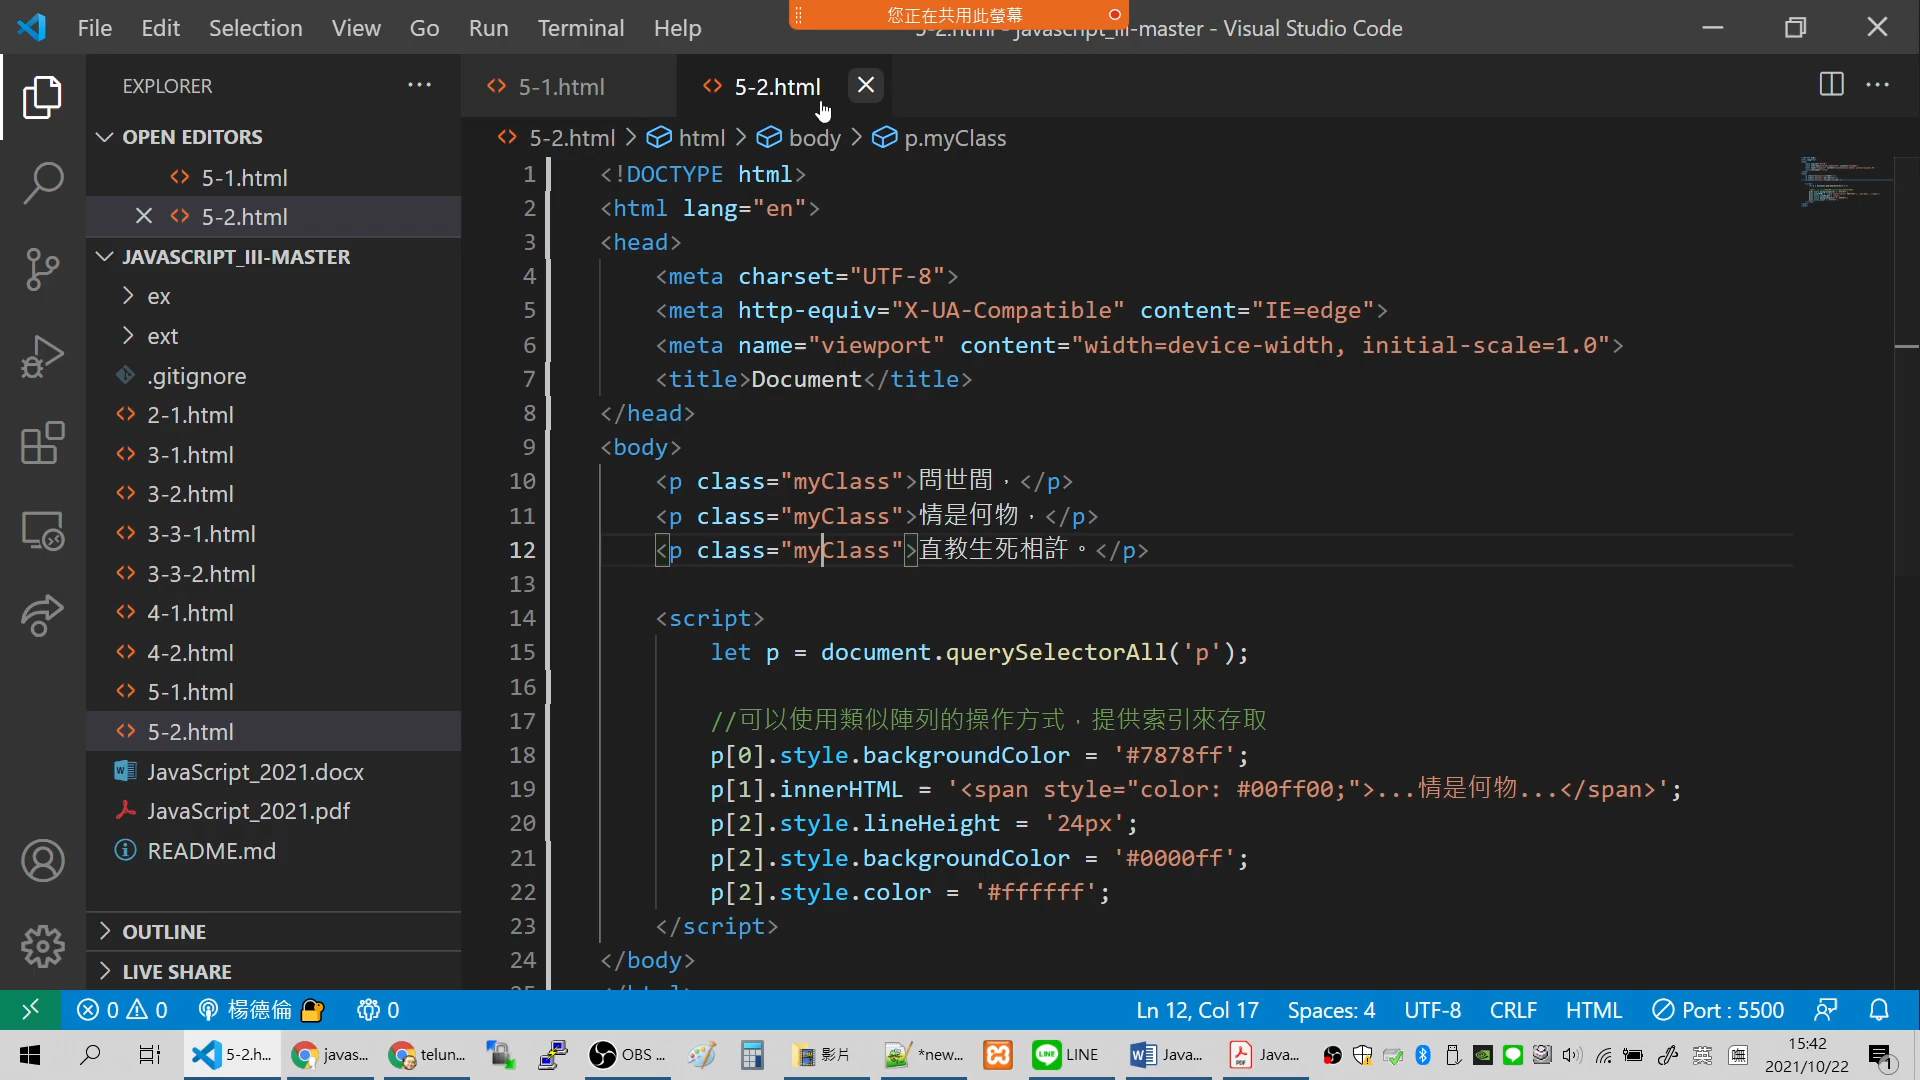 File Edit Selection View Go Run Terminal Help
您正在共用此螢幕
5-2.html - javascript_iii-master - Visual Studio Code
EXPLORER
5-1.html
5-2.html
OPEN EDITORS
5-1.html
5-2.html
JAVASCRIPT_III-MASTER
ex
ext
.gitignore
2-1.html
3-1.html
3-2.html
3-3-1.html
3-3-2.html
4-1.html
4-2.html
5-1.html
5-2.html
JavaScript_2021.docx
JavaScript_2021.pdf
README.md
OUTLINE
LIVE SHARE
5-2.html > html > body > p.myClass
1 <!DOCTYPE html>
2 <html lang="en">
3 <head>
4 <meta charset="UTF-8">
5 <meta http-equiv="X-UA-Compatible" content="IE=edge">
6 <meta name="viewport" content="width=device-width, initial-scale=1.0">
7 <title>Document</title>
8 </head>
9 <body>
10 <p class="myClass">問世間，</p>
11 <p class="myClass">情是何物，</p>
12 <p class="myClass">直教生死相許。</p>
13
14 <script>
15 let p = document.querySelectorAll('p');
16
17 //可以使用類似陣列的操作方式，提供索引來存取
18 p[0].style.backgroundColor = '#7878ff';
19 p[1].innerHTML = '<span style="color: #00ff00;">...情是何物...</span>';
20 p[2].style.lineHeight = '24px';
21 p[2].style.backgroundColor = '#0000ff';
22 p[2].style.color = '#ffffff';
23 </script>
24 </body>
0 0 楊德倫 0
Ln 12, Col 17 Spaces: 4 UTF-8 CRLF HTML Port : 5500
5-2.h... javas... telun... OBS ... 影片 *new... LINE Java... Java...
英
15:42
2021/10/22
1